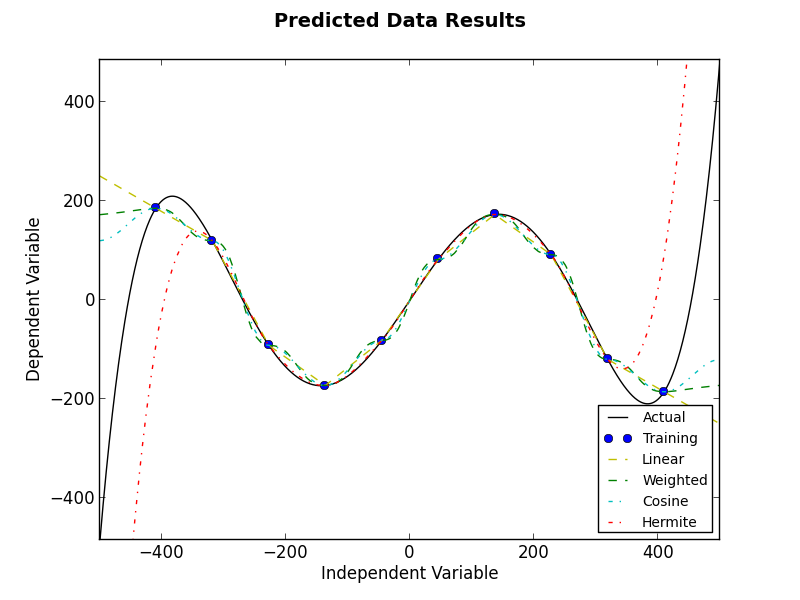 Predicted Data Results
Dependent Variable
400
200
0
−200
−400
−400
−200
0
200
400
Independent Variable
Actual
Training
Linear
Weighted
Cosine
Hermite